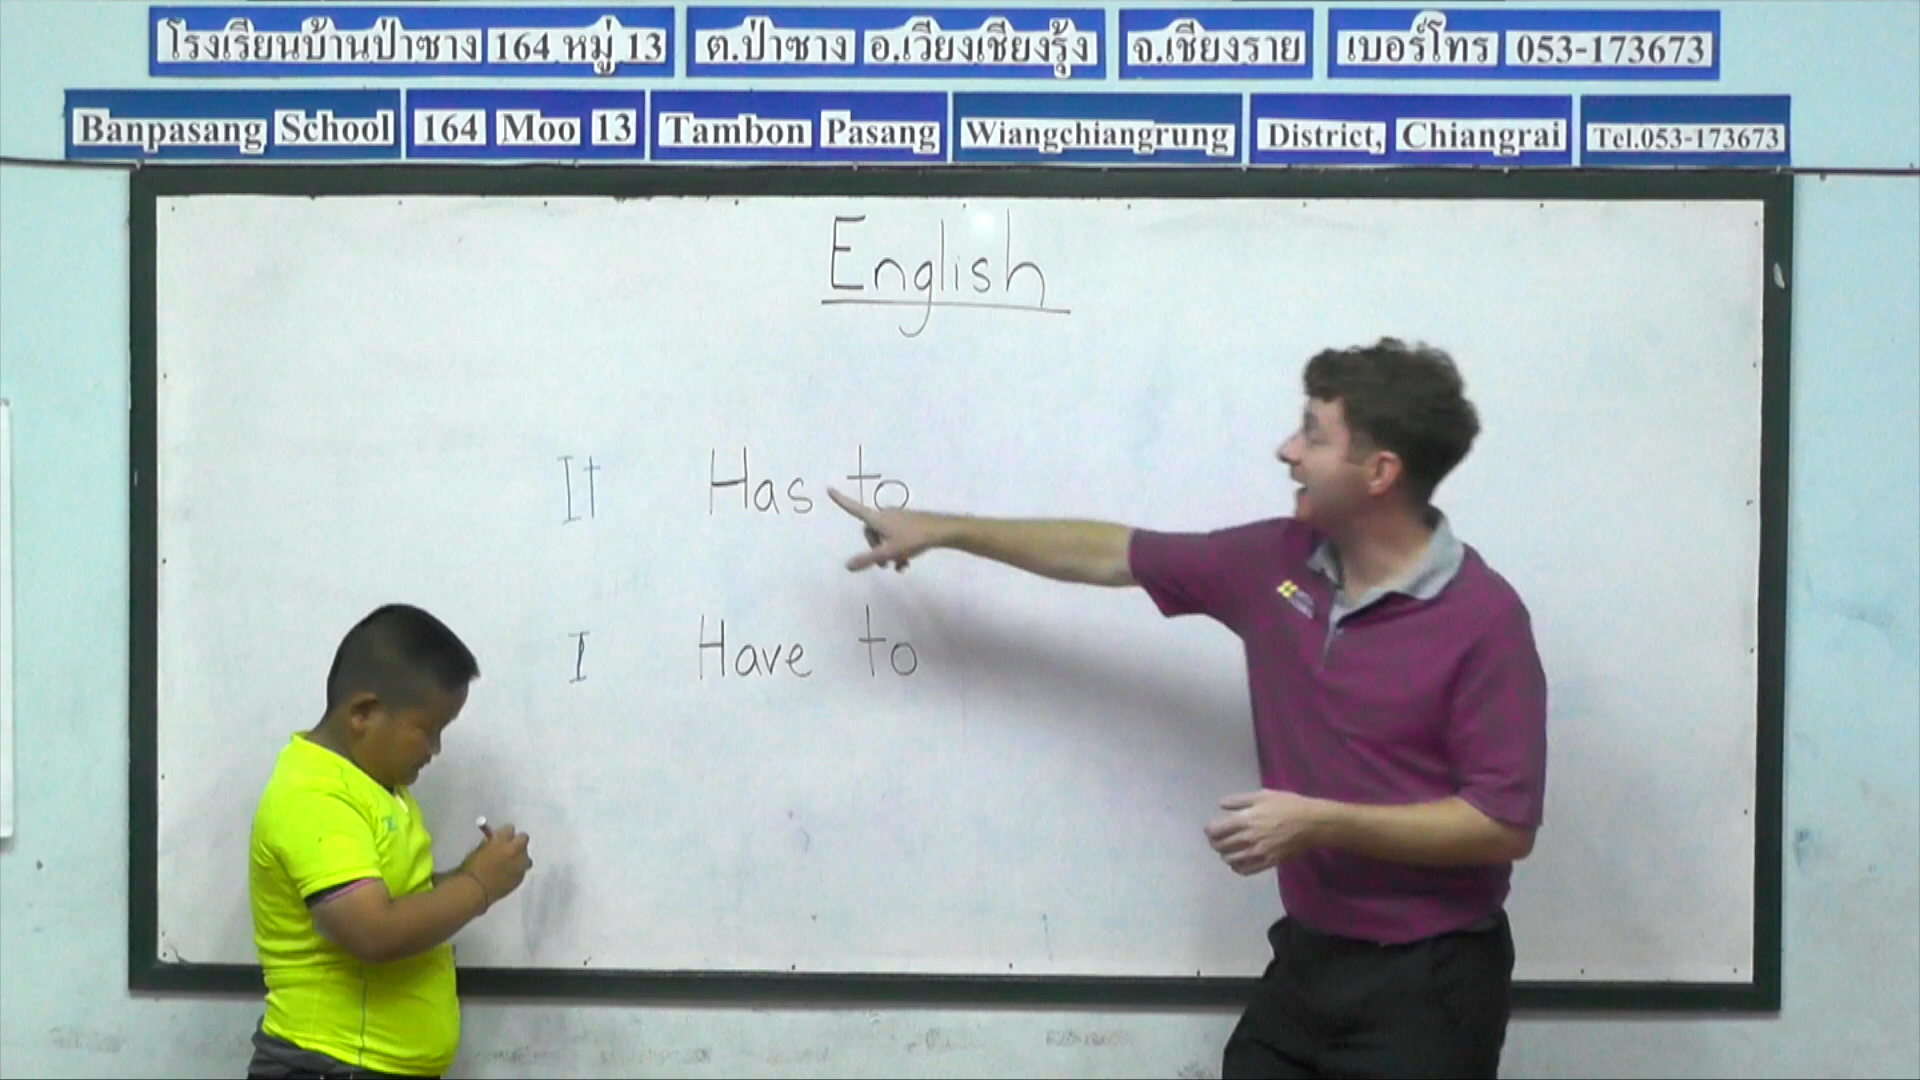 โรงเรียนบ้านป่าซาง 164 หมู่ 13 ต.ป่าซาง อ.เวียงเชียงรุ้ง จ.เชียงราย เบอร์โทร 053-173673
Banpasang School 164 Moo 13 Tambon Pasang Wiangchiangrung District, Chiangrai Tel.053-173673
English
It Has to
I Have to